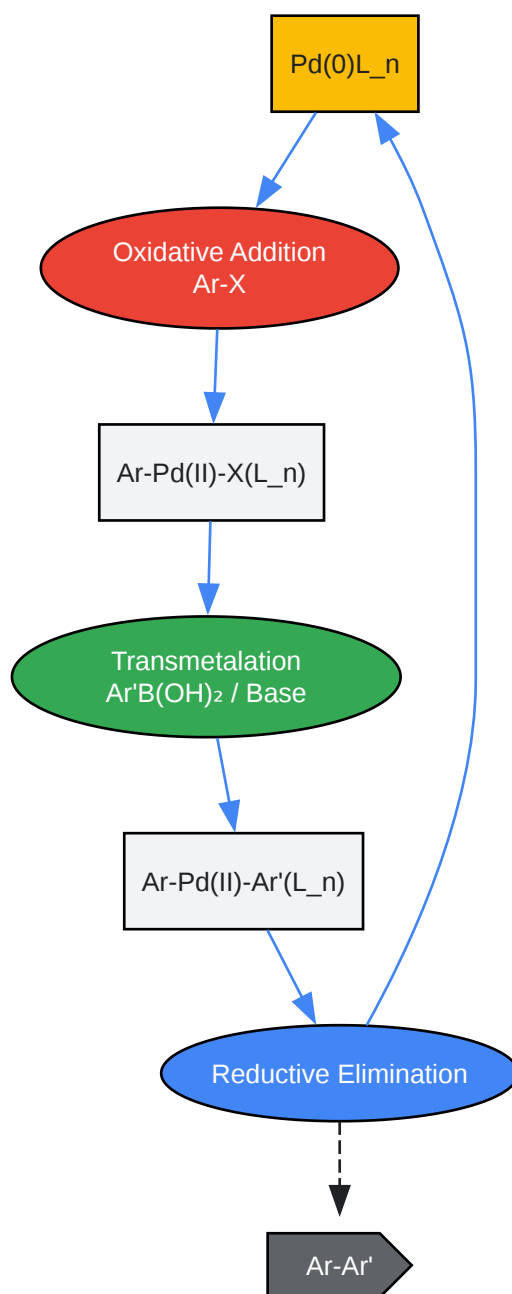 Pd(0)L_n
Oxidative Addition
Ar-X
Ar-Pd(II)-X(L_n)
Transmetalation
Ar'B(OH)₂ / Base
Ar-Pd(II)-Ar'(L_n)
Reductive Elimination
Ar-Ar'